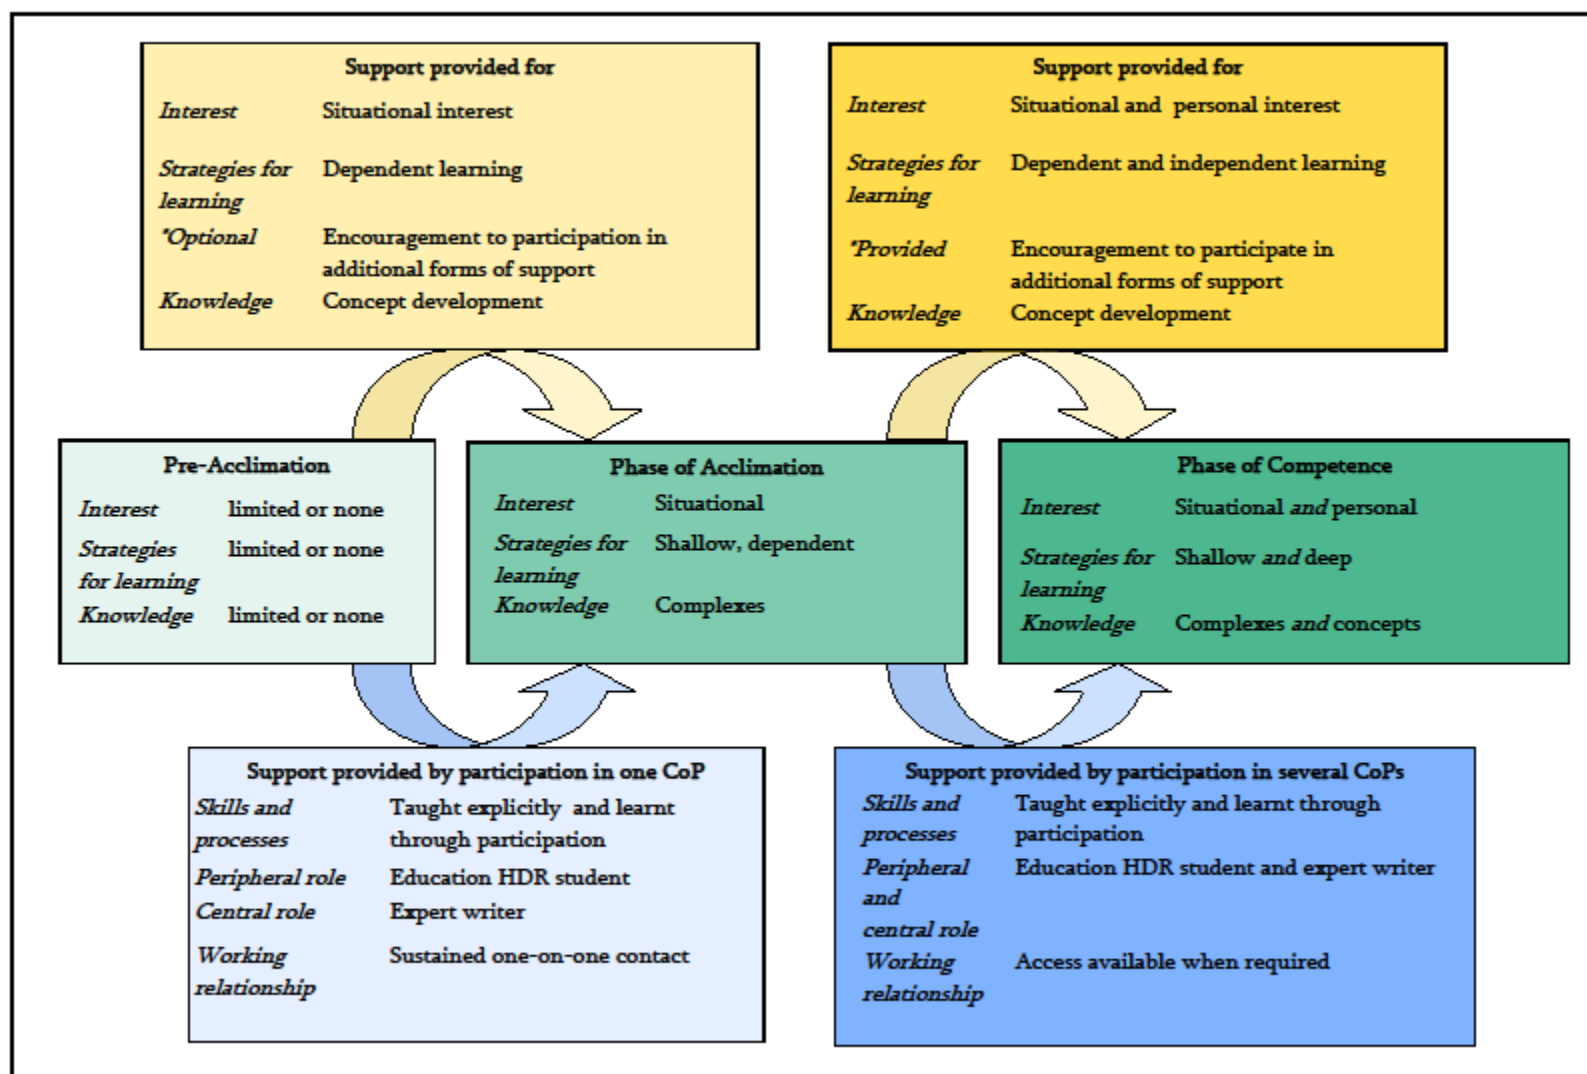 Support provided for
Interest Situational interest
Strategies for Dependent learning
learning
*Optional Encouragement to participation in
additional forms of support
Knowledge Concept development
Support provided for
Interest Situational and personal interest
Strategies for Dependent and independent learning
learning
*Provided Encouragement to participate in
additional forms of support
Knowledge Concept development
Pre-Acclimation
Interest limited or none
Strategies limited or none
for learning
Knowledge limited or none
Phase of Acclimation
Interest Situational
Strategies for Shallow, dependent
learning
Knowledge Complexes
Phase of Competence
Interest Situational and personal
Strategies for Shallow and deep
learning
Knowledge Complexes and concepts
Support provided by participation in one CoP
Skills and Taught explicitly and learnt
processes through participation
Peripheral role Education HDR student
Central role Expert writer
Working Sustained one-on-one contact
relationship
Support provided by participation in several CoPs
Skills and Taught explicitly and learnt through
processes participation
Peripheral Education HDR student and expert writer
and
central role
Working Access available when required
relationship